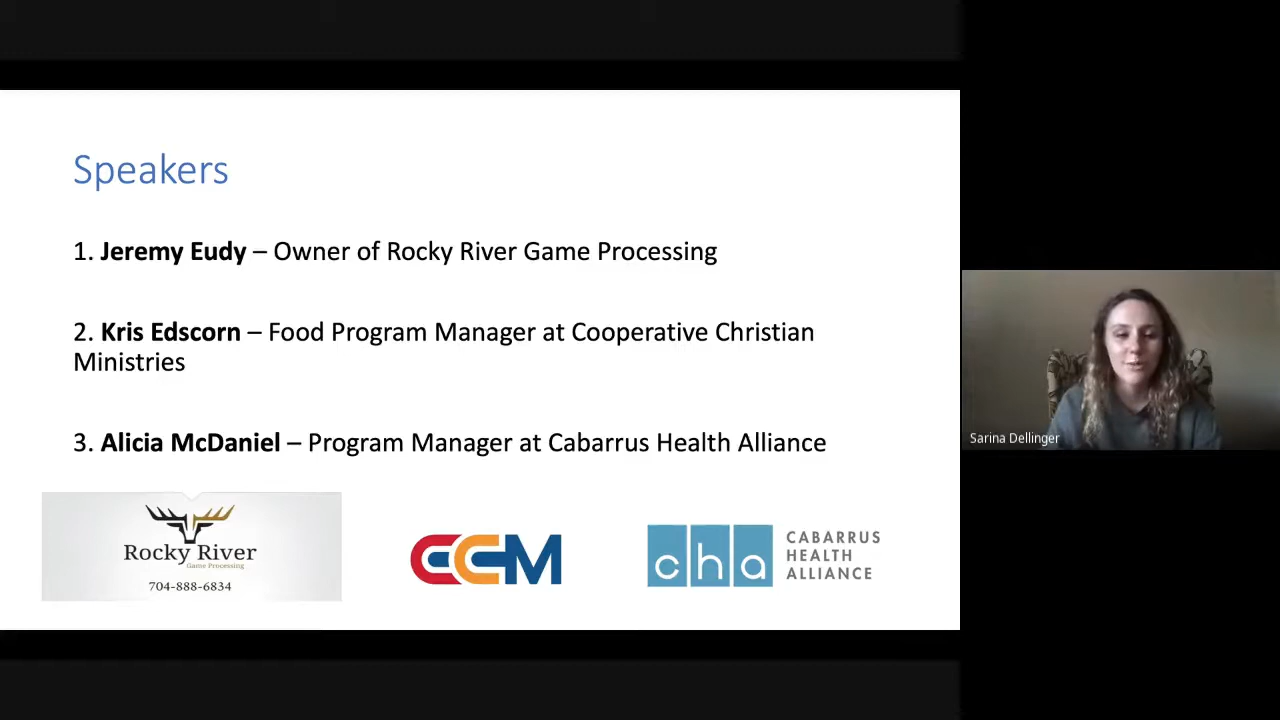 Speakers
1. Jeremy Eudy – Owner of Rocky River Game Processing
2. Kris Edscorn – Food Program Manager at Cooperative Christian
Ministries
3. Alicia McDaniel – Program Manager at Cabarrus Health Alliance
Rocky River
Game Processing
704-888-6834
CCM
cha
CABARRUS
HEALTH
ALLIANCE
Sarina Dellinger